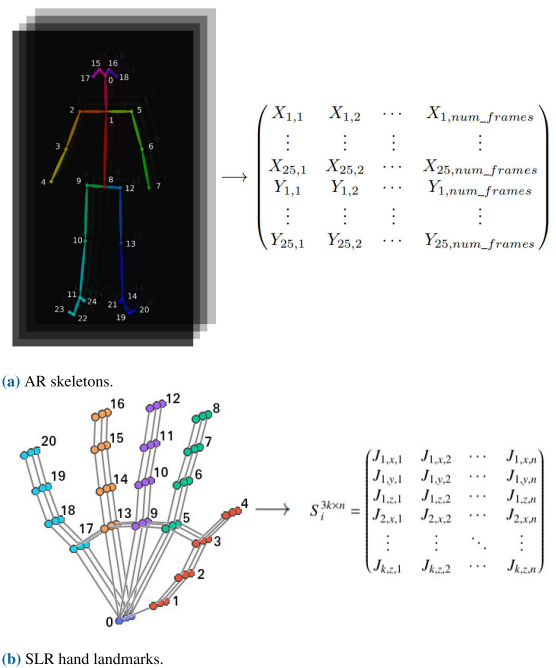 15 16
17 0 18
2 1 5
3 6
4 9 8 12 7
10 13
11 24 14
23 22 21 19 20
X_{1,1} X_{1,2} ⋯ X_{1,num_frames}
⋮ ⋮ ⋮ ⋮
X_{25,1} X_{25,2} ⋯ X_{25,num_frames}
Y_{1,1} Y_{1,2} ⋯ Y_{1,num_frames}
⋮ ⋮ ⋮ ⋮
Y_{25,1} Y_{25,2} ⋯ Y_{25,num_frames}
(a) AR skeletons.
16 12 8
20 15 11 7
19 14 10 6
18 13 9 5 4
17 3
2
0 1
S_i^{3k×n} =
J_{1,x,1} J_{1,x,2} ⋯ J_{1,x,n}
J_{1,y,1} J_{1,y,2} ⋯ J_{1,y,n}
J_{1,z,1} J_{1,z,2} ⋯ J_{1,z,n}
J_{2,x,1} J_{2,x,2} ⋯ J_{2,x,n}
⋮ ⋮ ⋱ ⋮
J_{k,z,1} J_{k,z,2} ⋯ J_{k,z,n}
(b) SLR hand landmarks.